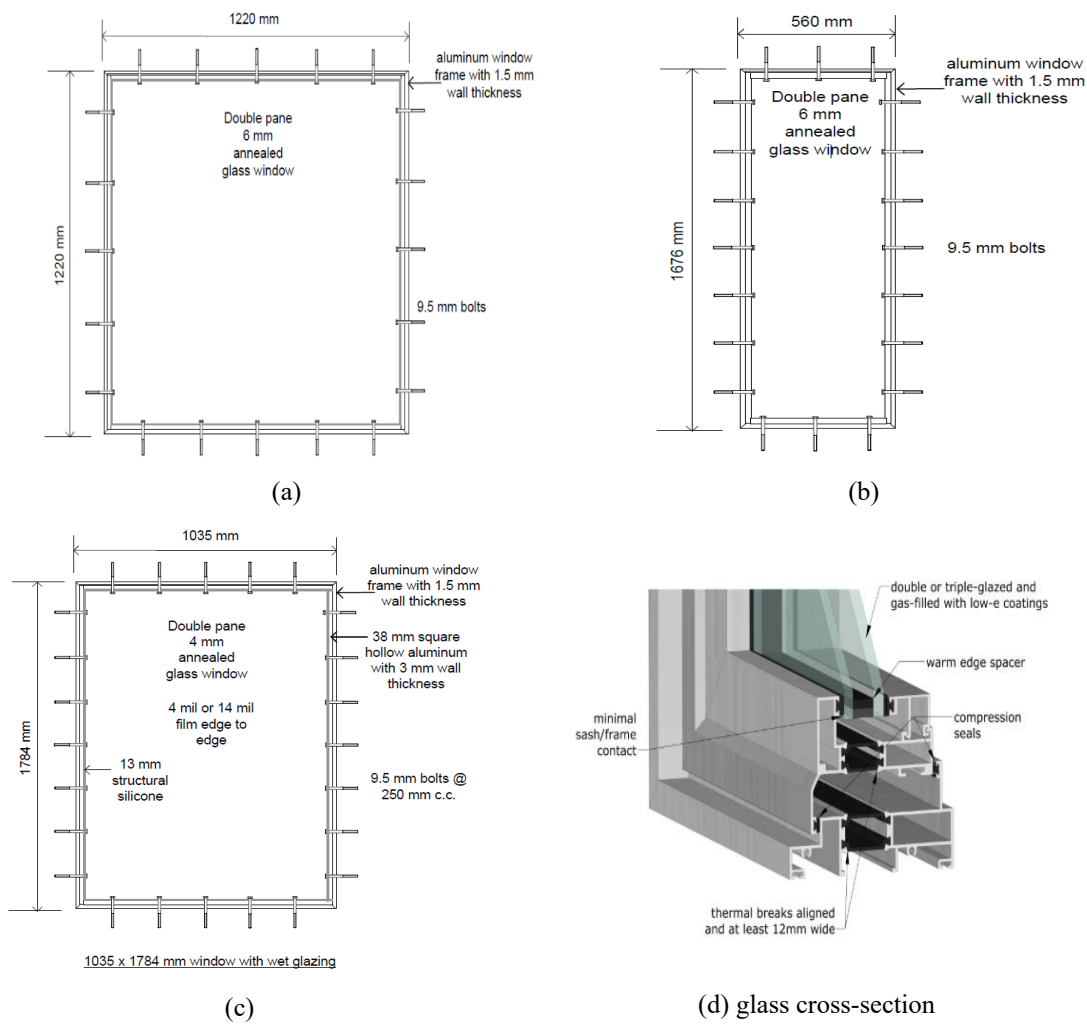 1220 mm
aluminum window
frame with 1.5 mm
wall thickness
Double pane
6 mm
annealed
glass window
1220 mm
9.5 mm bolts
(a)
560 mm
aluminum window
frame with 1.5 mm
wall thickness
Double pane
6 mm
annealed
glass window
1676 mm
9.5 mm bolts
(b)
1035 mm
aluminum window
frame with 1.5 mm
wall thickness
Double pane
4 mm
annealed
glass window
38 mm square
hollow aluminum
with 3 mm wall
thickness
4 mil or 14 mil
film edge to
edge
1784 mm
13 mm
structural
silicone
9.5 mm bolts @
250 mm c.c.
1035 x 1784 mm window with wet glazing
(c)
double or triple-glazed and
gas-filled with low-e coatings
warm edge spacer
minimal
sash/frame
contact
compression
seals
thermal breaks aligned
and at least 12mm wide
(d) glass cross-section